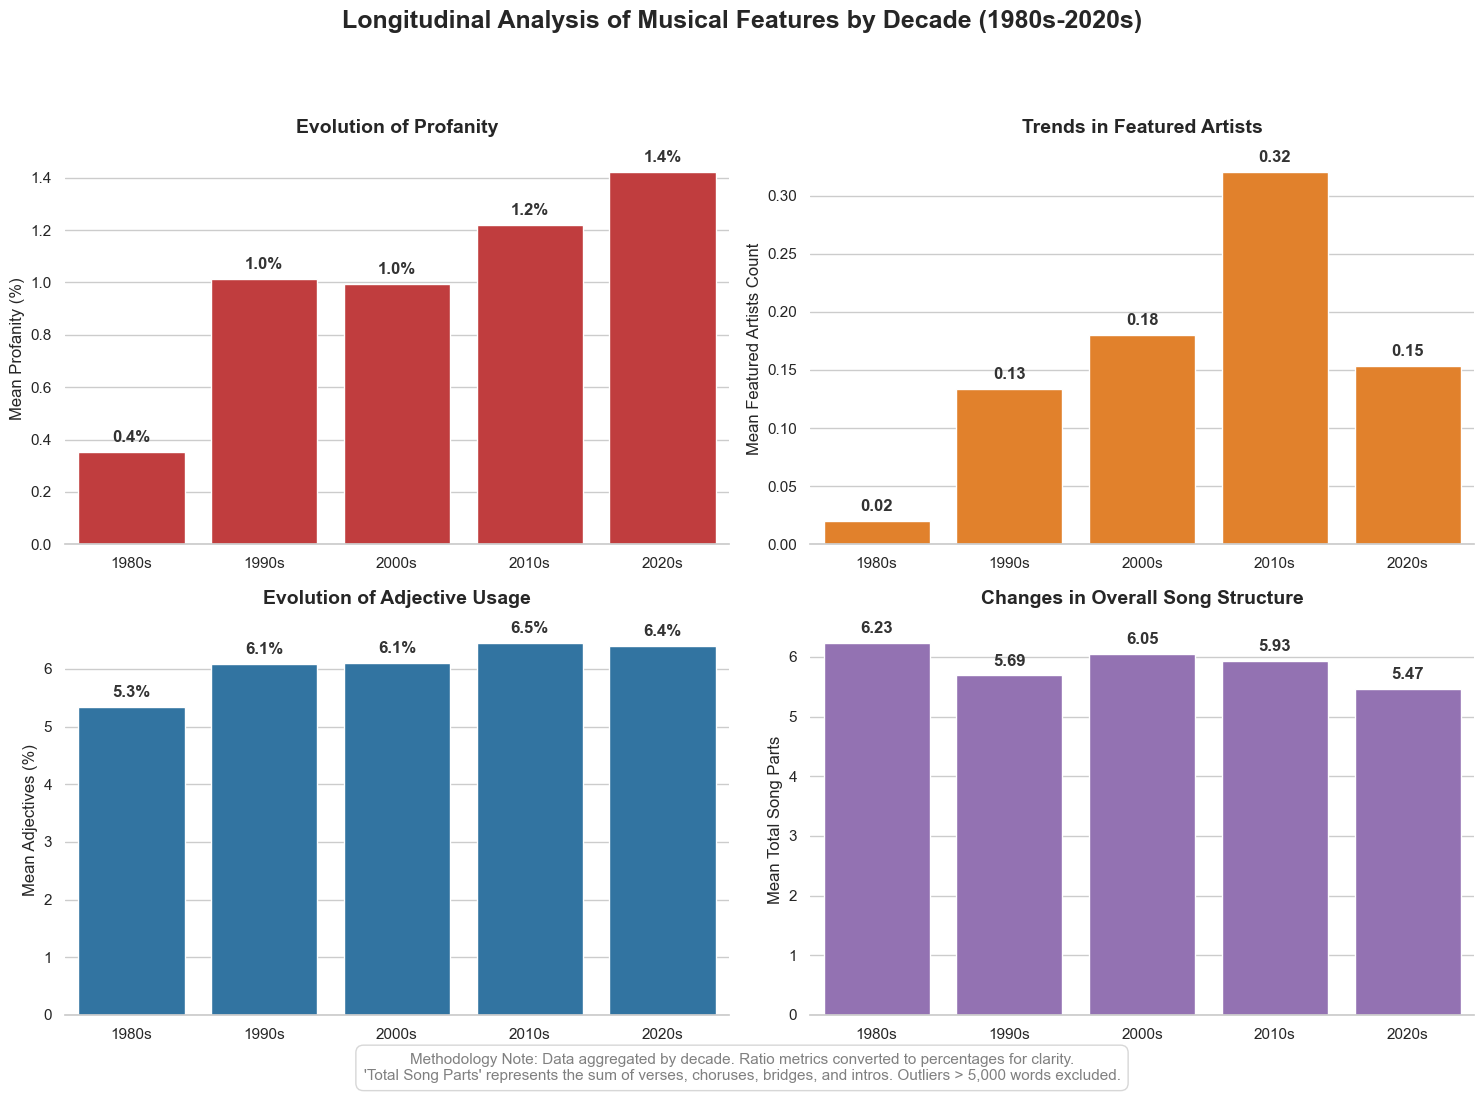 Longitudinal Analysis of Musical Features by Decade (1980s-2020s)
Evolution of Profanity
Mean Profanity (%)
1.4
1.2
1.0
0.8
0.6
0.4
0.2
0.0
0.4%
1.0%
1.0%
1.2%
1.4%
1980s
1990s
2000s
2010s
2020s
Trends in Featured Artists
Mean Featured Artists Count
0.30
0.25
0.20
0.15
0.10
0.05
0.00
0.02
0.13
0.18
0.32
0.15
1980s
1990s
2000s
2010s
2020s
Evolution of Adjective Usage
Mean Adjectives (%)
6
5
4
3
2
1
0
5.3%
6.1%
6.1%
6.5%
6.4%
1980s
1990s
2000s
2010s
2020s
Changes in Overall Song Structure
Mean Total Song Parts
6
5
4
3
2
1
0
6.23
5.69
6.05
5.93
5.47
1980s
1990s
2000s
2010s
2020s
Methodology Note: Data aggregated by decade. Ratio metrics converted to percentages for clarity.
'Total Song Parts' represents the sum of verses, choruses, bridges, and intros. Outliers > 5,000 words excluded.